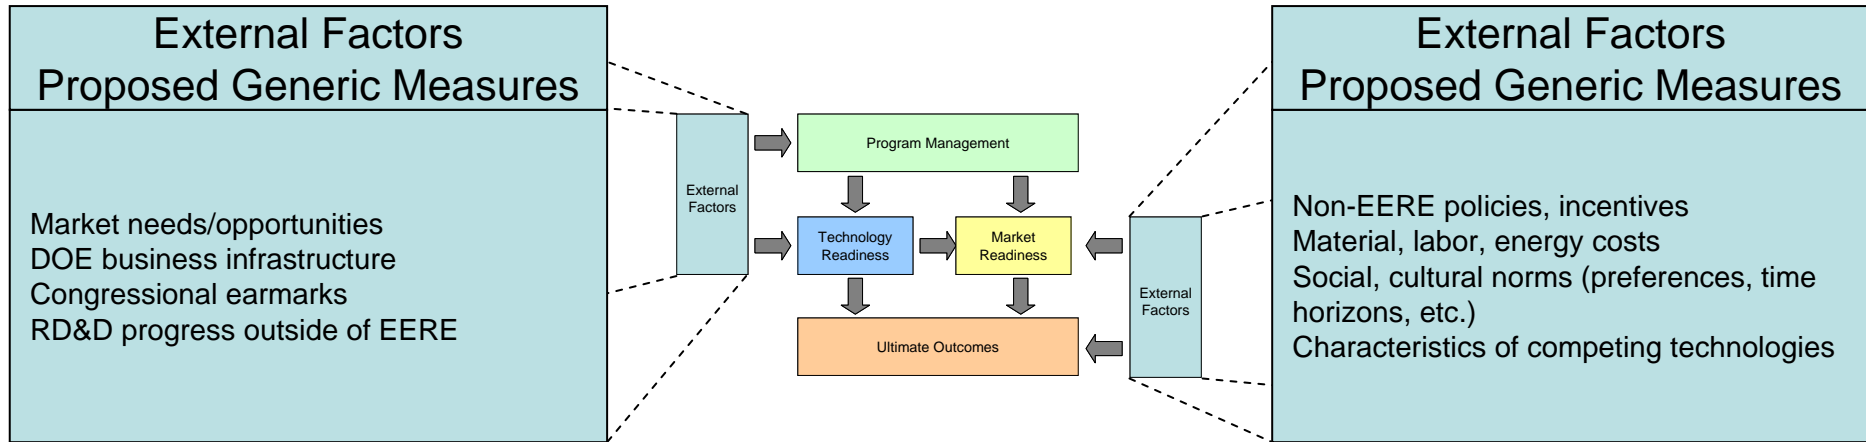 External Factors
Proposed Generic Measures
Market needs/opportunities
DOE business infrastructure
Congressional earmarks
RD&D progress outside of EERE
External
Factors
Program Management
Technology
Readiness
Market
Readiness
Ultimate Outcomes
External
Factors
External Factors
Proposed Generic Measures
Non-EERE policies, incentives
Material, labor, energy costs
Social, cultural norms (preferences, time
horizons, etc.)
Characteristics of competing technologies